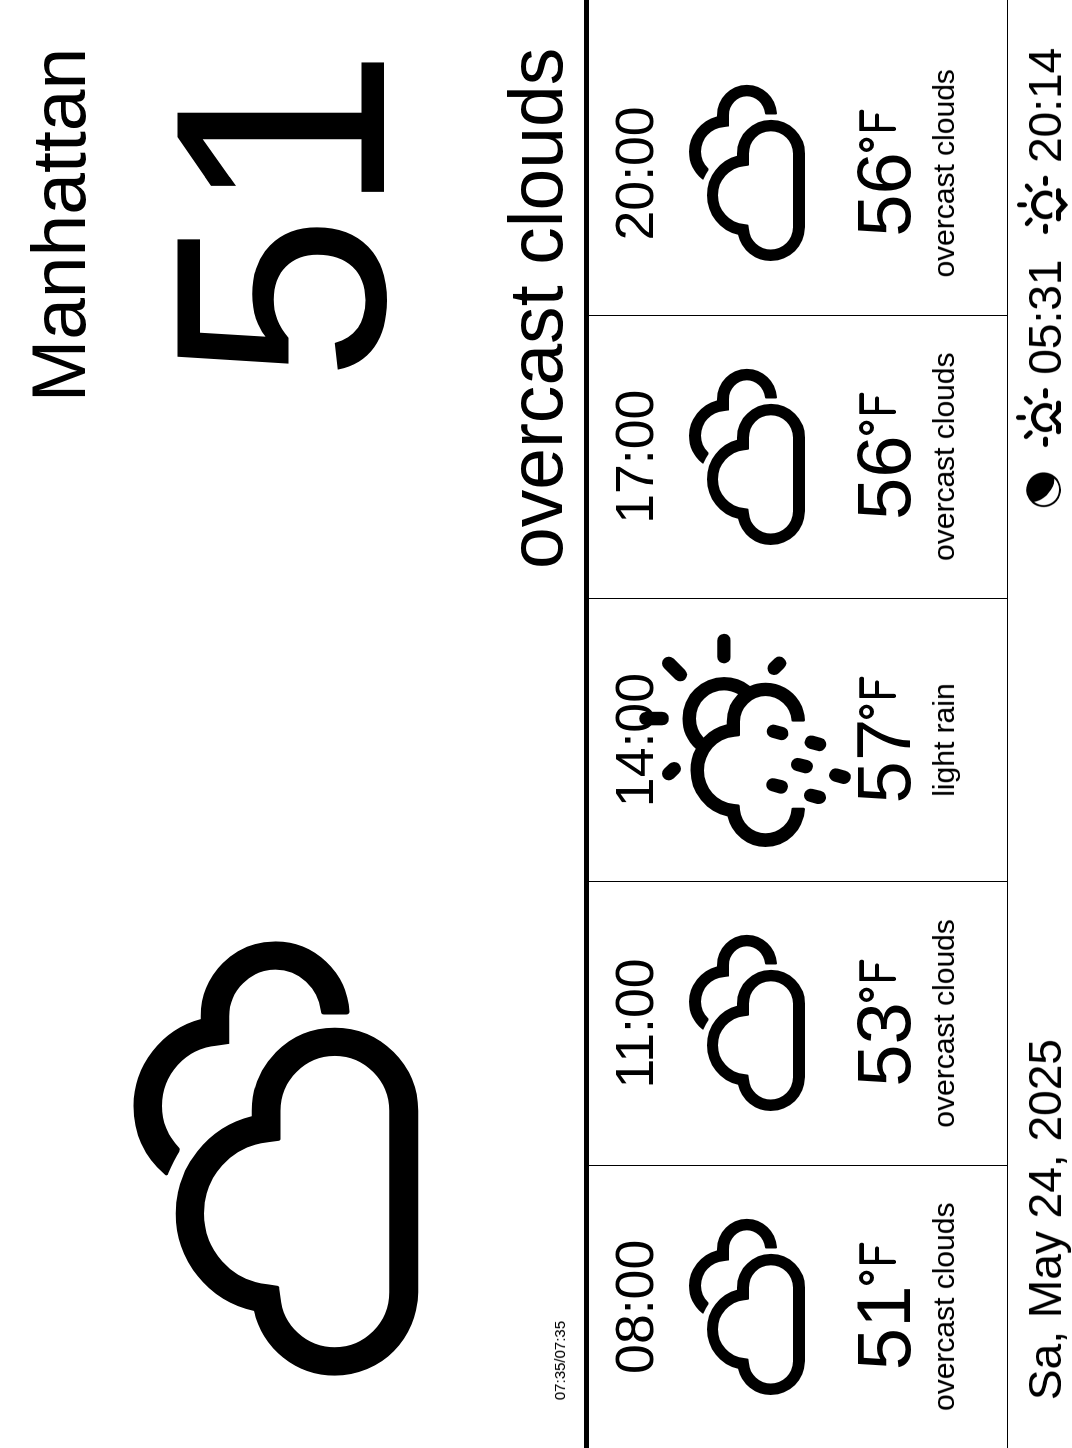 Manhattan
51
overcast clouds
07:35/07:35
08:00 11:00 14:00 17:00 20:00
51°F 53°F 57°F 56°F 56°F
overcast clouds overcast clouds light rain overcast clouds overcast clouds
Sa, May 24, 2025 05:31 20:14